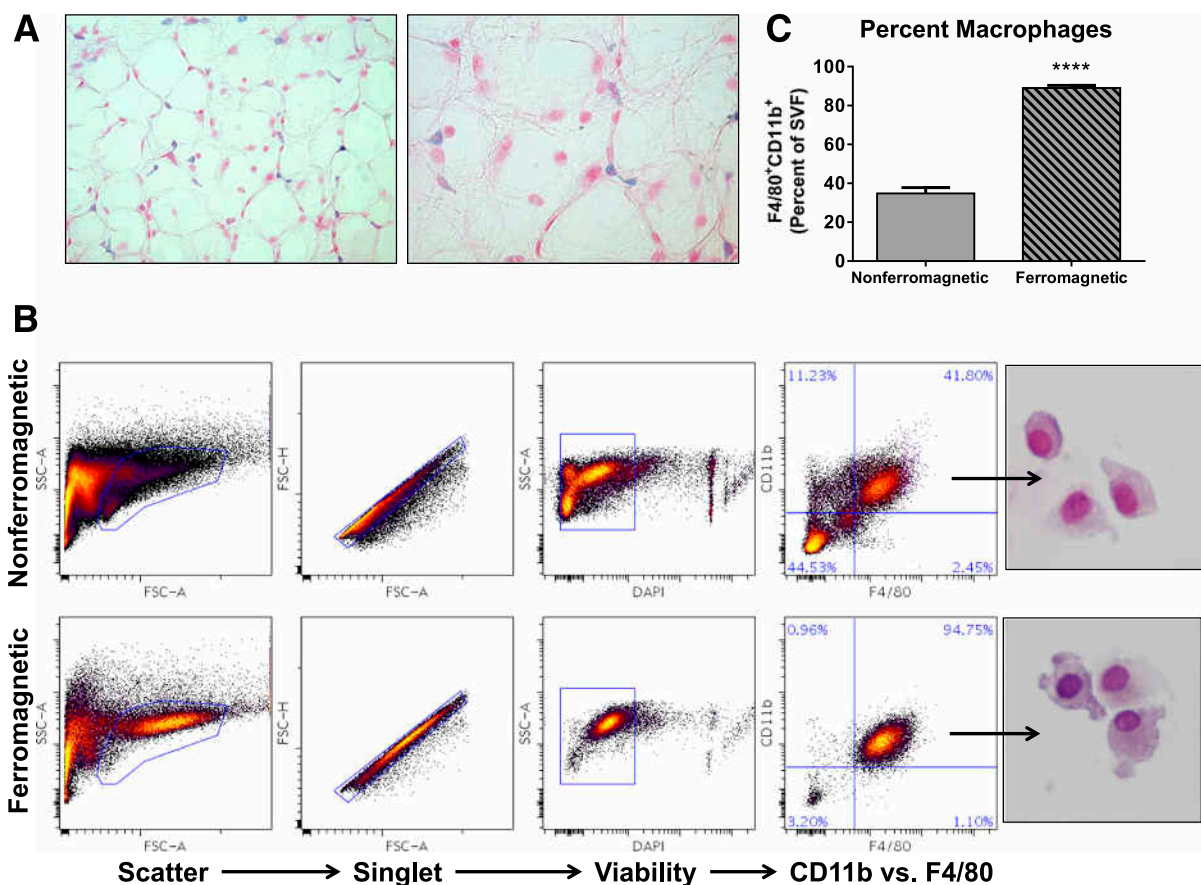 A
C
Percent Macrophages
****
F4/80+CD11b+
(Percent of SVF)
100
80
60
40
20
0
Nonferromagnetic
Ferromagnetic
B
Nonferromagnetic
SSC-A
FSC-A
FSC-H
FSC-A
SSC-A
DAPI
CD11b
11.23%
41.80%
44.53%
2.45%
F4/80
Ferromagnetic
SSC-A
FSC-A
FSC-H
FSC-A
SSC-A
DAPI
CD11b
0.96%
94.75%
3.20%
1.10%
F4/80
Scatter
Singlet
Viability
CD11b vs. F4/80